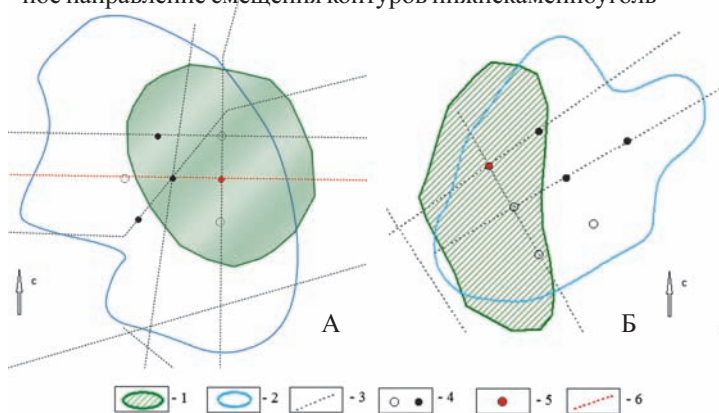 ное направление смещения контуров нижнекаменноуголь-
с
с
А
Б
- 1
- 2
- 3
- 4
- 5
- 6